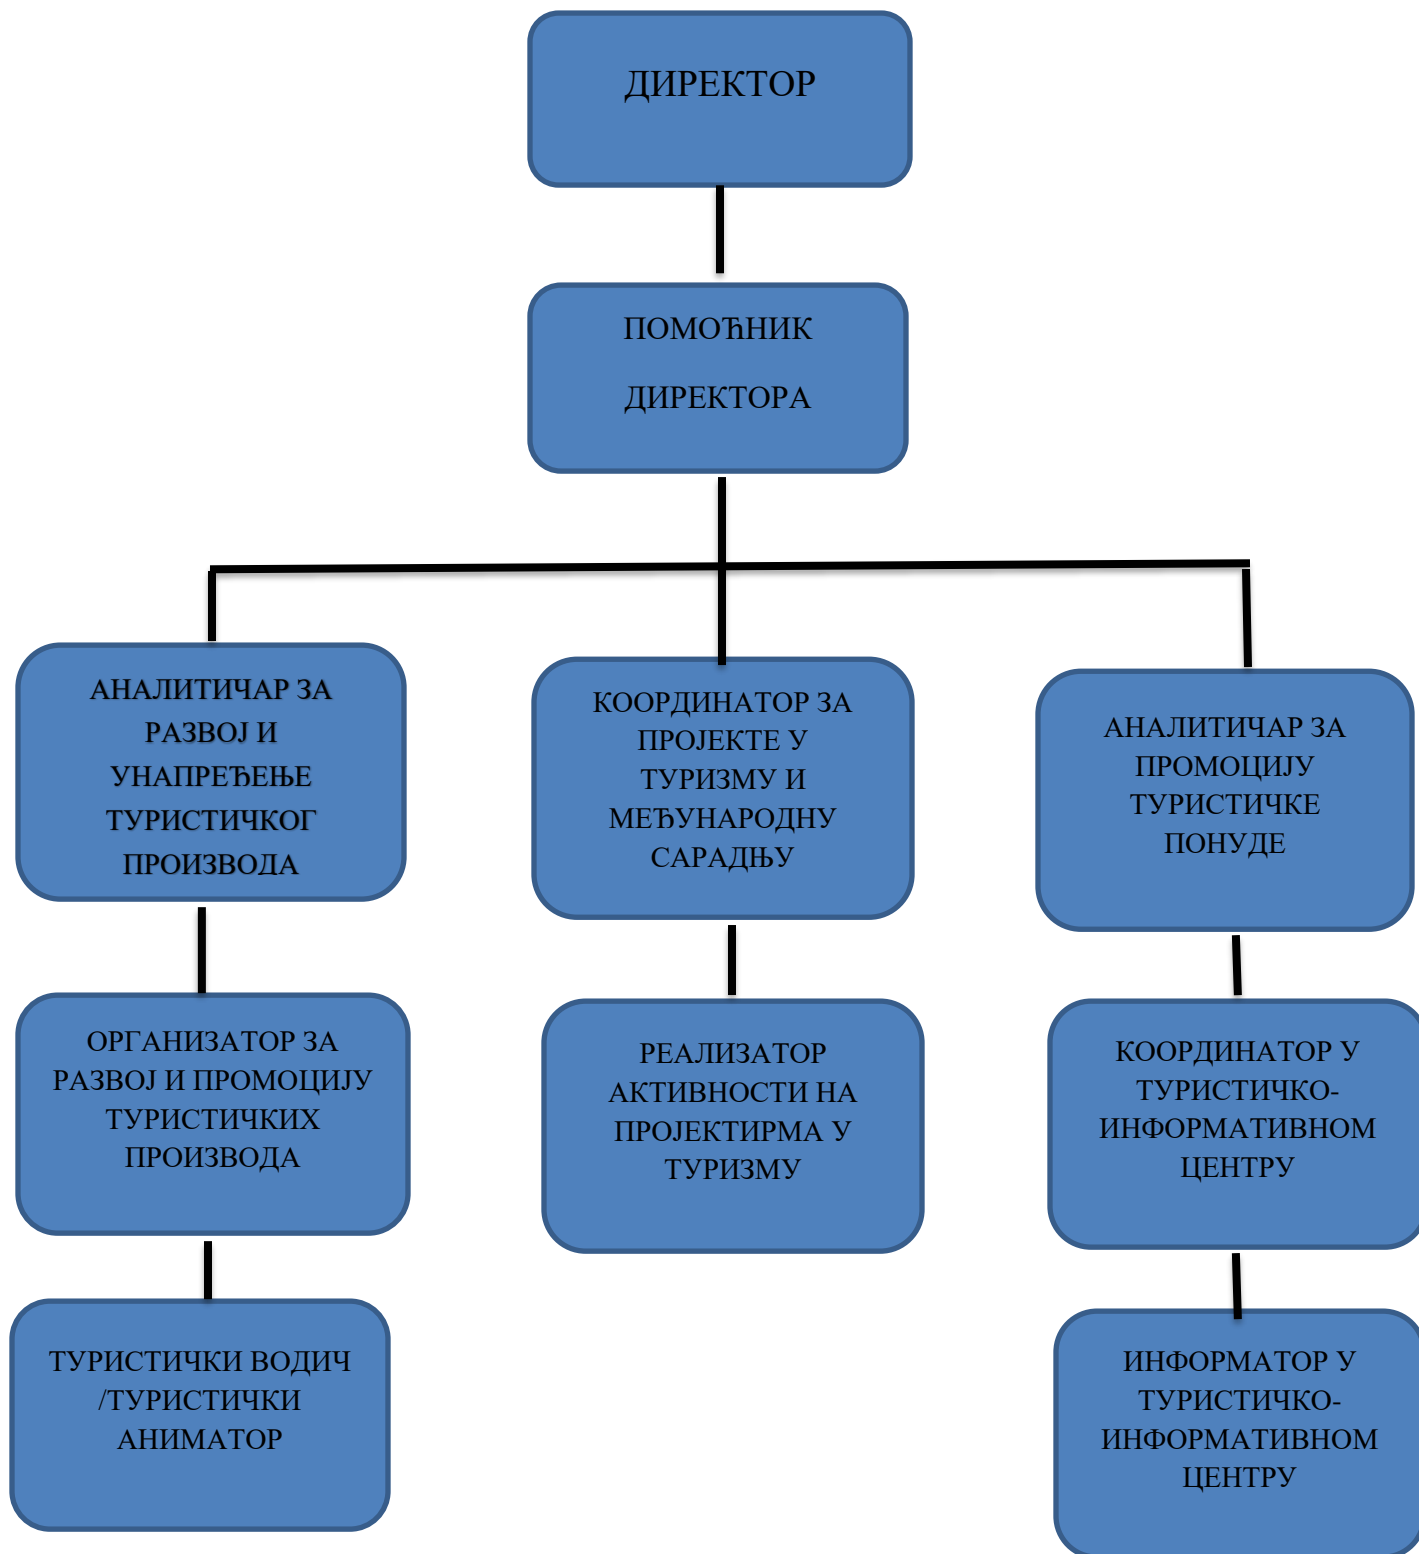 ДИРЕКТОР
ПОМОЋНИК
ДИРЕКТОРА
АНАЛИТИЧАР ЗА
РАЗВОЈ И
УНАПРЕЂЕЊЕ
ТУРИСТИЧКОГ
ПРОИЗВОДА
КООРДИНАТОР ЗА
ПРОЈЕКТЕ У
ТУРИЗМУ И
МЕЂУНАРОДНУ
САРАДЊУ
АНАЛИТИЧАР ЗА
ПРОМОЦИЈУ
ТУРИСТИЧКЕ
ПОНУДЕ
ОРГАНИЗАТОР ЗА
РАЗВОЈ И ПРОМОЦИЈУ
ТУРИСТИЧКИХ
ПРОИЗВОДА
РЕАЛИЗАТОР
АКТИВНОСТИ НА
ПРОЈЕКТИРМА У
ТУРИЗМУ
КООРДИНАТОР У
ТУРИСТИЧКО-
ИНФОРМАТИВНОМ
ЦЕНТРУ
ТУРИСТИЧКИ ВОДИЧ
/ТУРИСТИЧКИ
АНИМАТОР
ИНФОРМАТОР У
ТУРИСТИЧКО-
ИНФОРМАТИВНОМ
ЦЕНТРУ